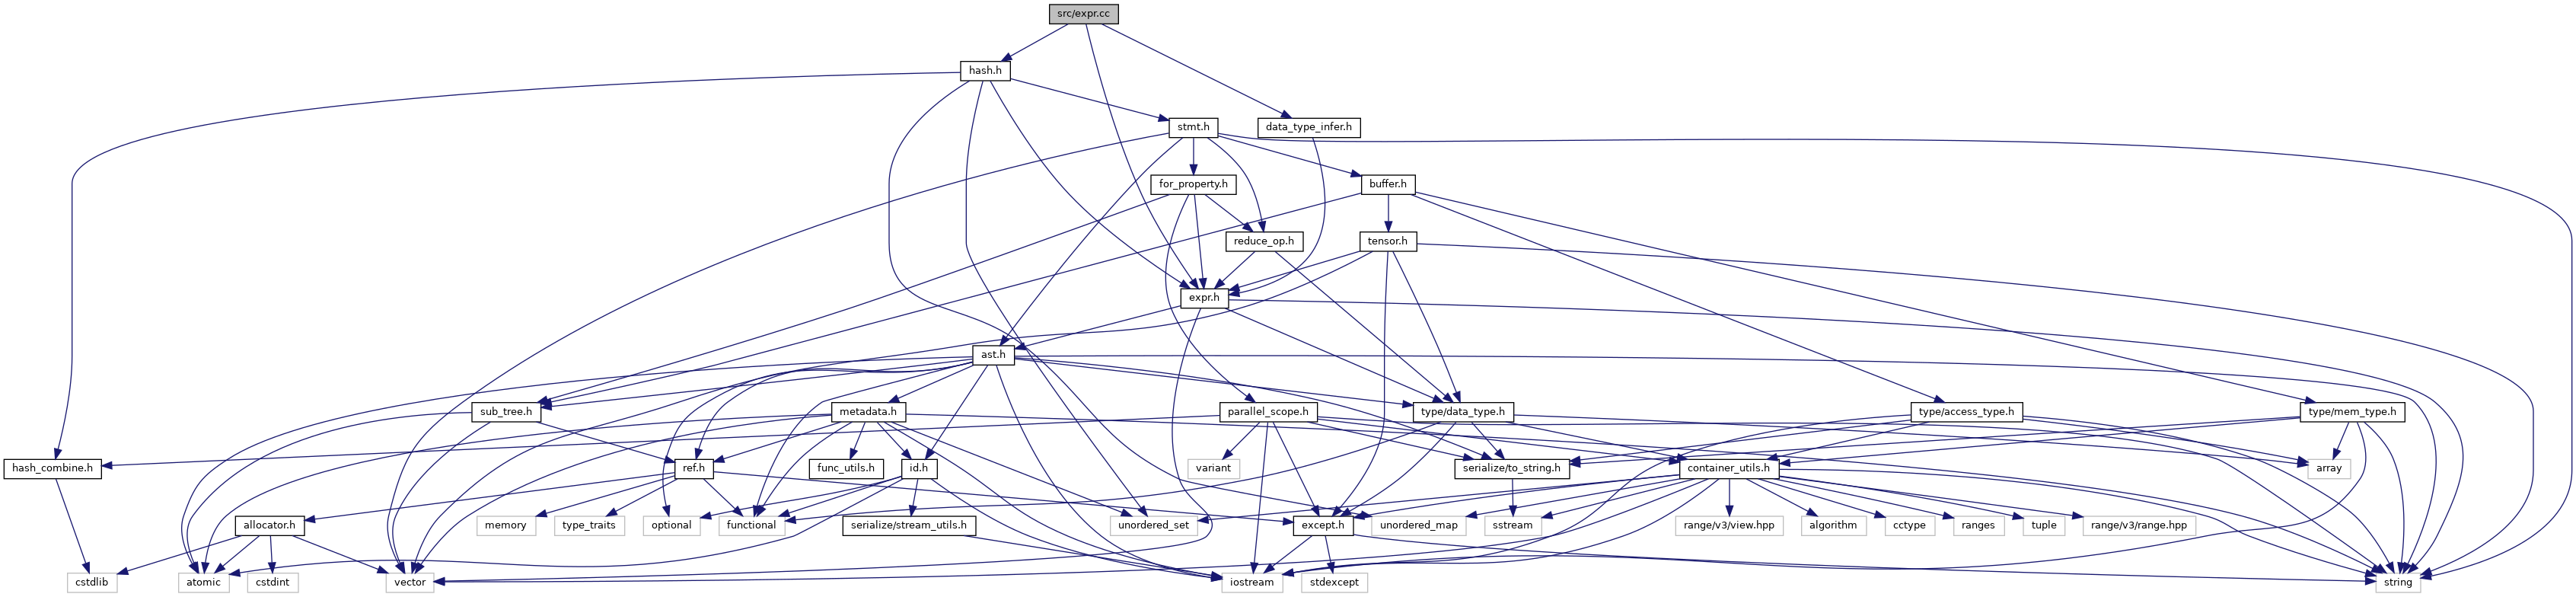 src/expr.cc
hash.h
stmt.h
data_type_infer.h
for_property.h
buffer.h
reduce_op.h
tensor.h
expr.h
ast.h
sub_tree.h
metadata.h
parallel_scope.h
type/data_type.h
type/access_type.h
type/mem_type.h
hash_combine.h
ref.h
func_utils.h
id.h
variant
serialize/to_string.h
container_utils.h
array
allocator.h
memory
type_traits
optional
functional
serialize/stream_utils.h
unordered_set
except.h
unordered_map
sstream
range/v3/view.hpp
algorithm
cctype
ranges
tuple
range/v3/range.hpp
cstdlib
atomic
cstdint
vector
iostream
stdexcept
string